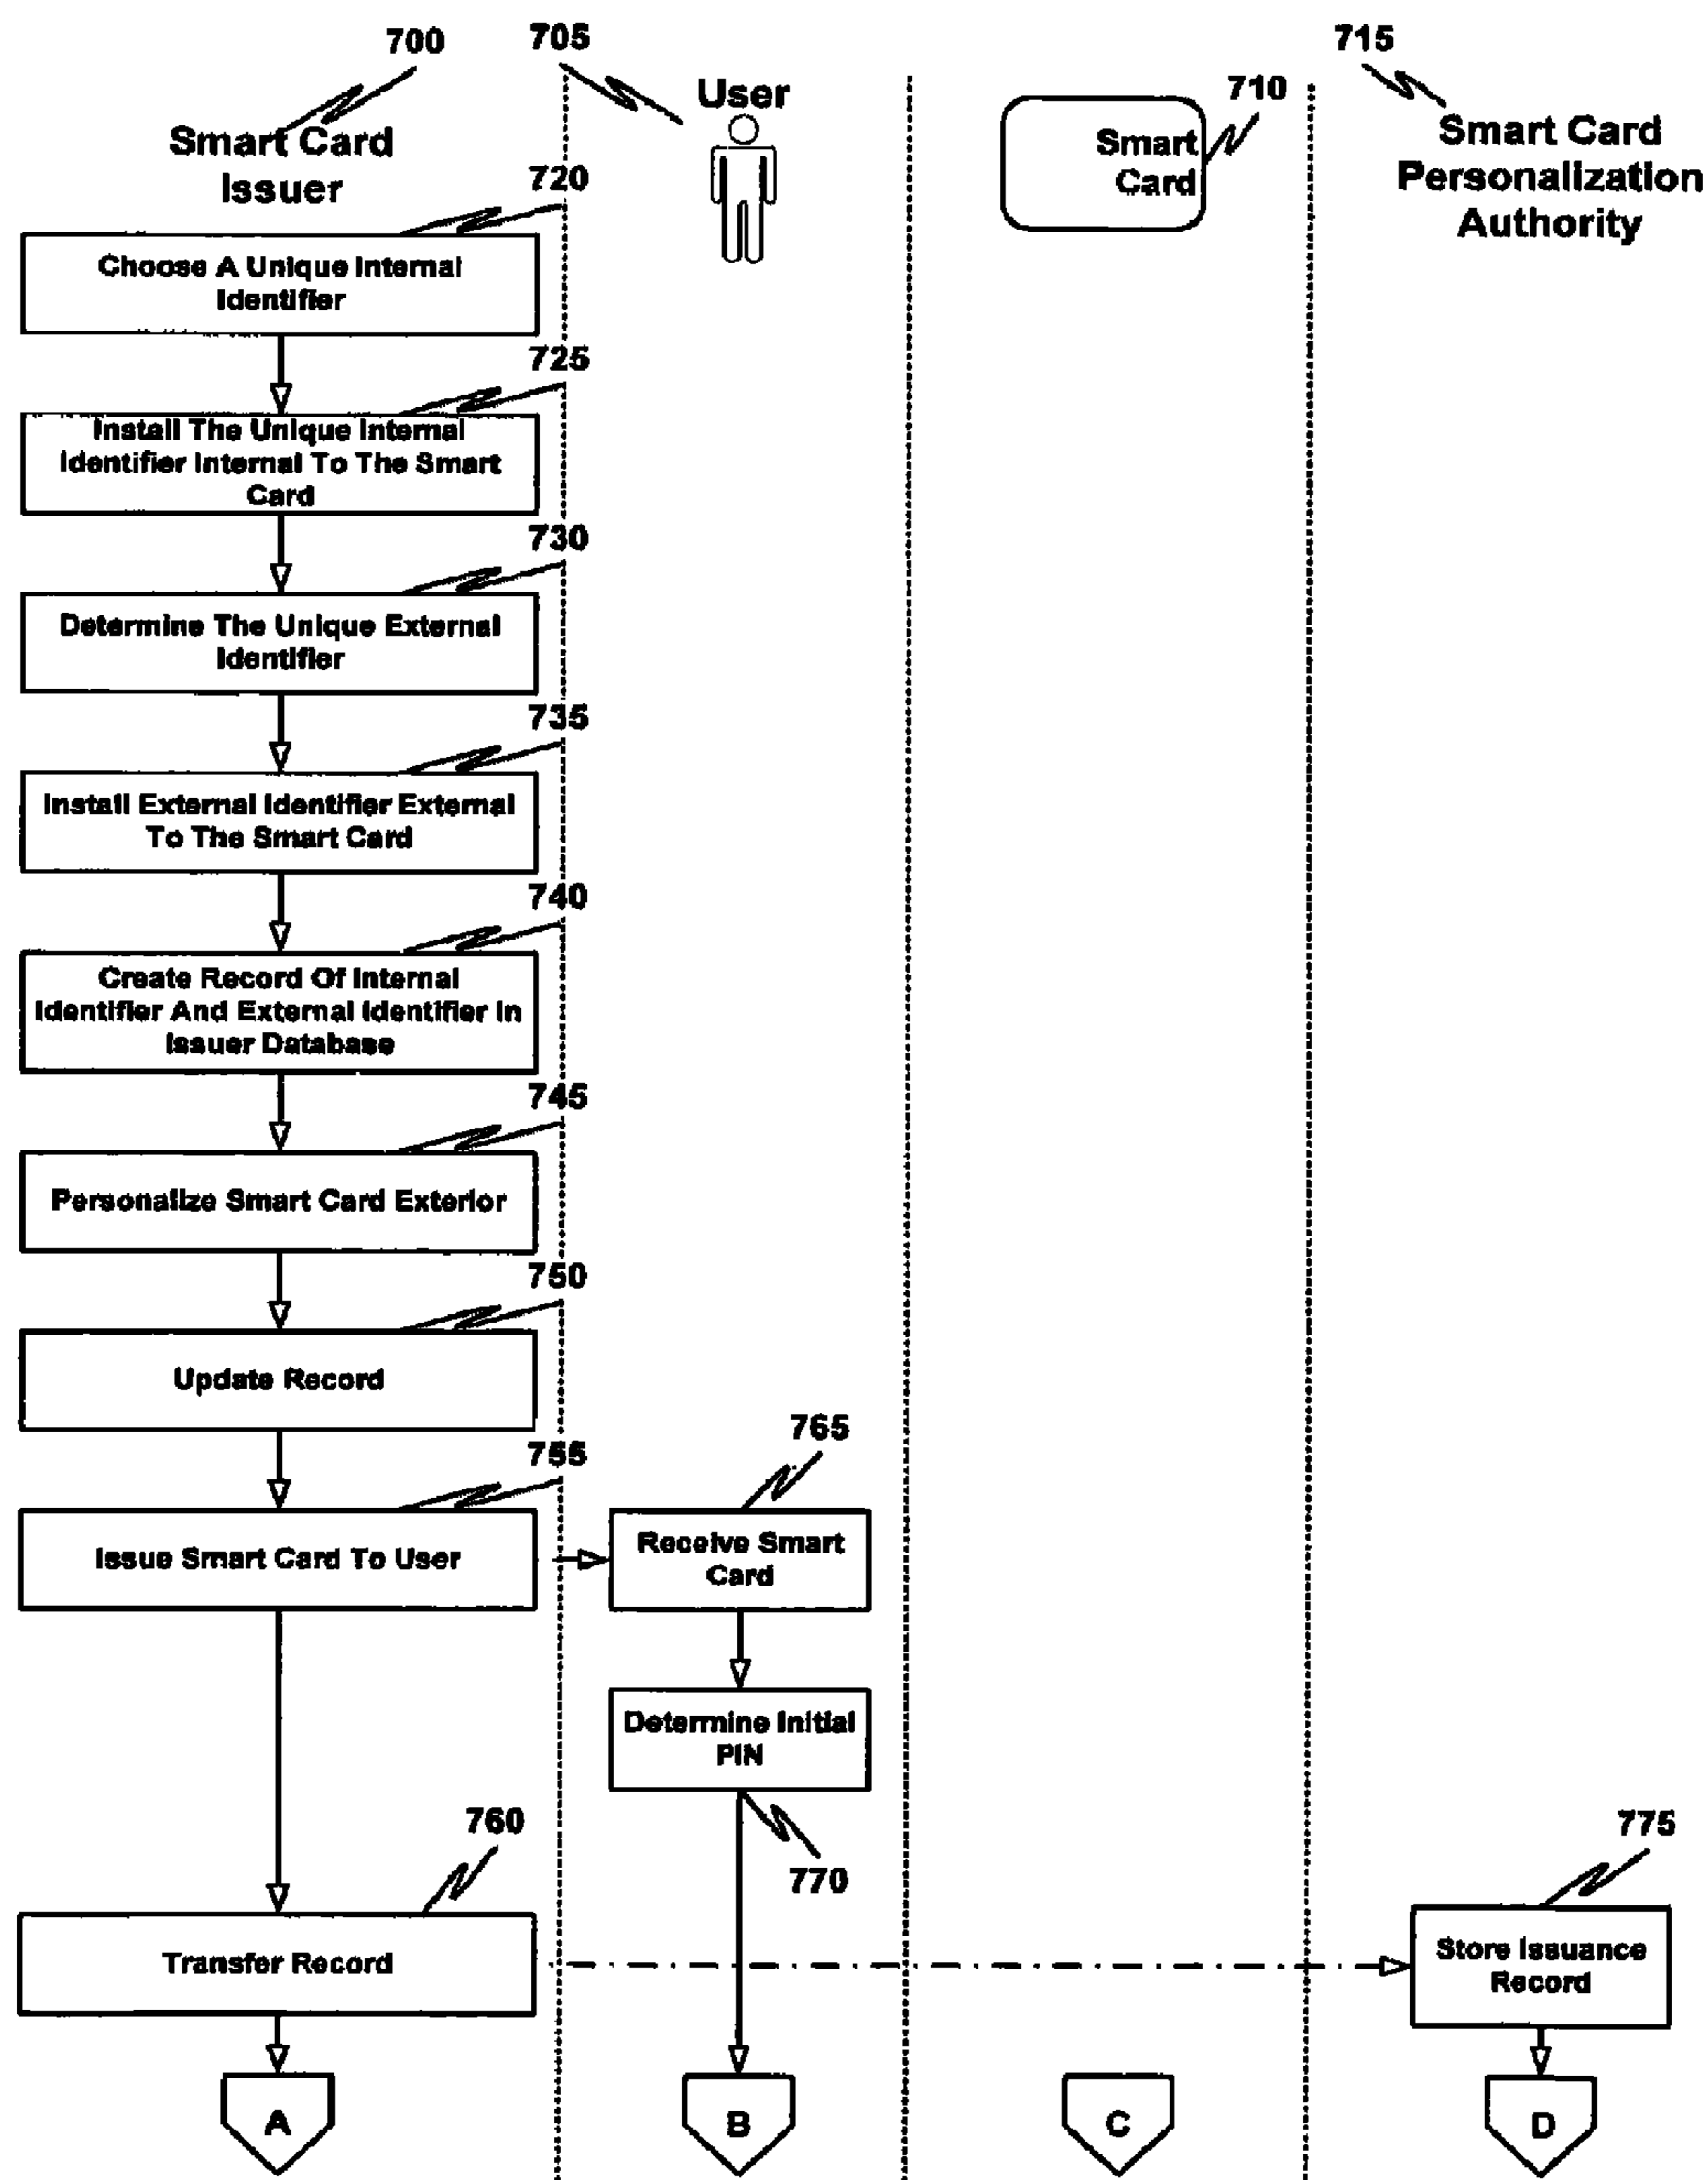 700
705
715
User
710
Smart Card
Issuer
Smart
Card
Smart Card
Personalization
Authority
720
Choose A Unique Internal
Identifier
725
Install The Unique Internal
Identifier Internal To The Smart
Card
730
Determine The Unique External
Identifier
735
Install External Identifier External
To The Smart Card
740
Create Record Of Internal
Identifier And External Identifier In
Issuer Database
745
Personalize Smart Card Exterior
750
Update Record
755
765
Issue Smart Card To User
Receive Smart
Card
Determine Initial
PIN
760
770
775
Transfer Record
Store Issuance
Record
A
B
C
D